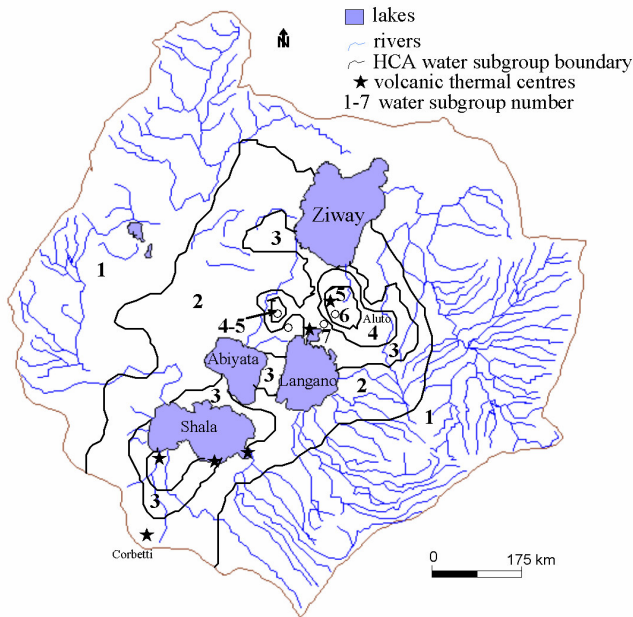 lakes
N
rivers
HCA water subgroup boundary
volcanic thermal centres
1-7 water subgroup number
Ziway
3
1
2
5
6
4-5
Aluto
4
7
3
Abiyata
3
Langano
2
3
1
Shala
3
Corbetti
0 175 km